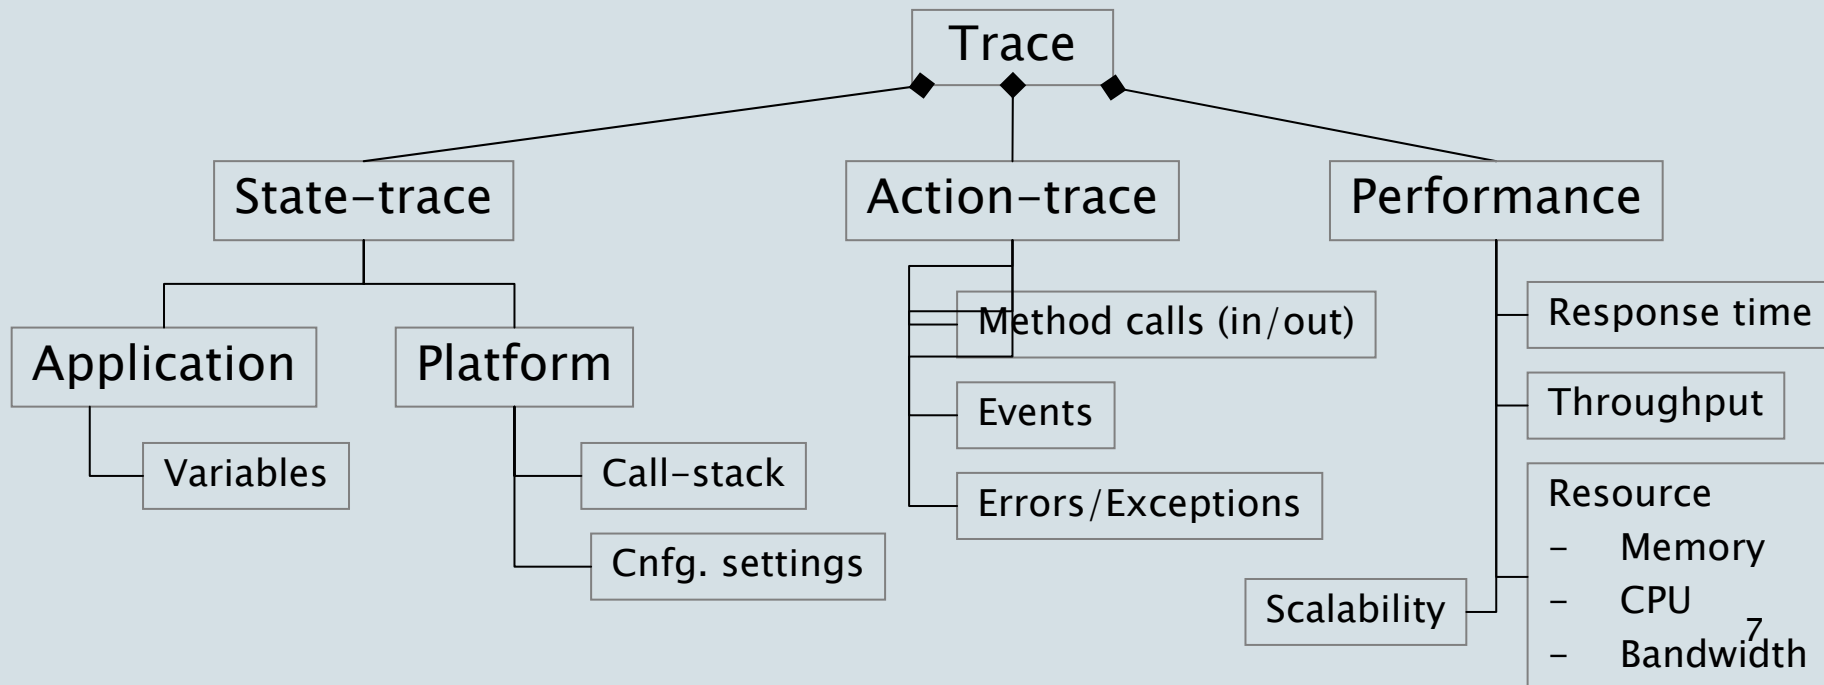 Trace
State-trace
Action-trace
Performance
Application
Platform
Variables
Call-stack
Cnfg. settings
Method calls (in/out)
Events
Errors/Exceptions
Response time
Throughput
Resource
- Memory
- CPU
- Bandwidth
Scalability
7